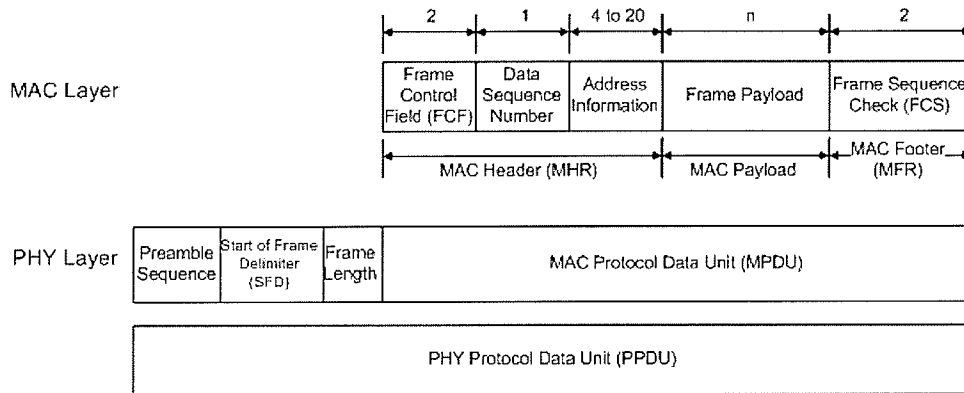 2
1
4 to 20
n
2
MAC Layer
Frame
Control
Field (FCF)
Data
Sequence
Number
Address
Information
Frame Payload
Frame Sequence
Check (FCS)
MAC Header (MHR)
MAC Payload
MAC Footer
(MFR)
PHY Layer
Preamble
Sequence
Start of Frame
Delimiter
(SFD)
Frame
Length
MAC Protocol Data Unit (MPDU)
PHY Protocol Data Unit (PPDU)